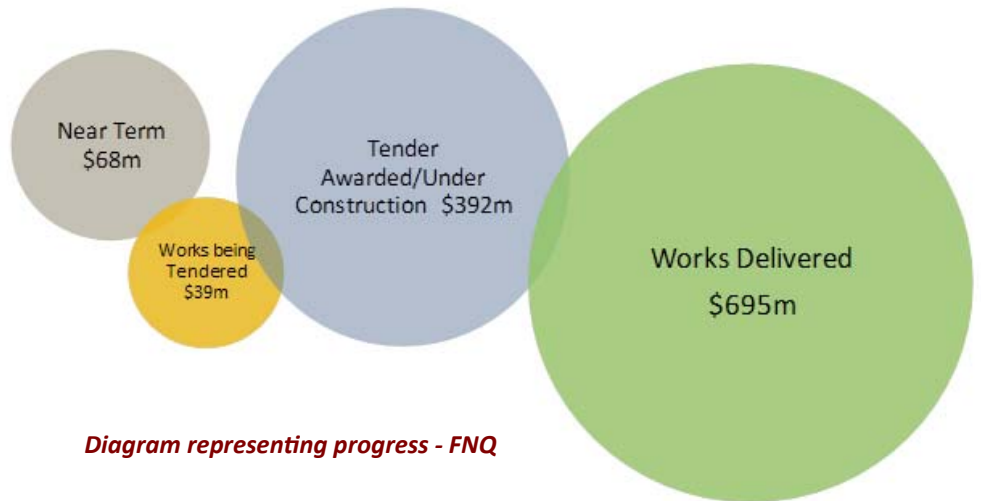 Near Term
$68m
Works being
Tendered
$39m
Tender
Awarded/Under
Construction $392m
Works Delivered
$695m
Diagram representing progress - FNQ